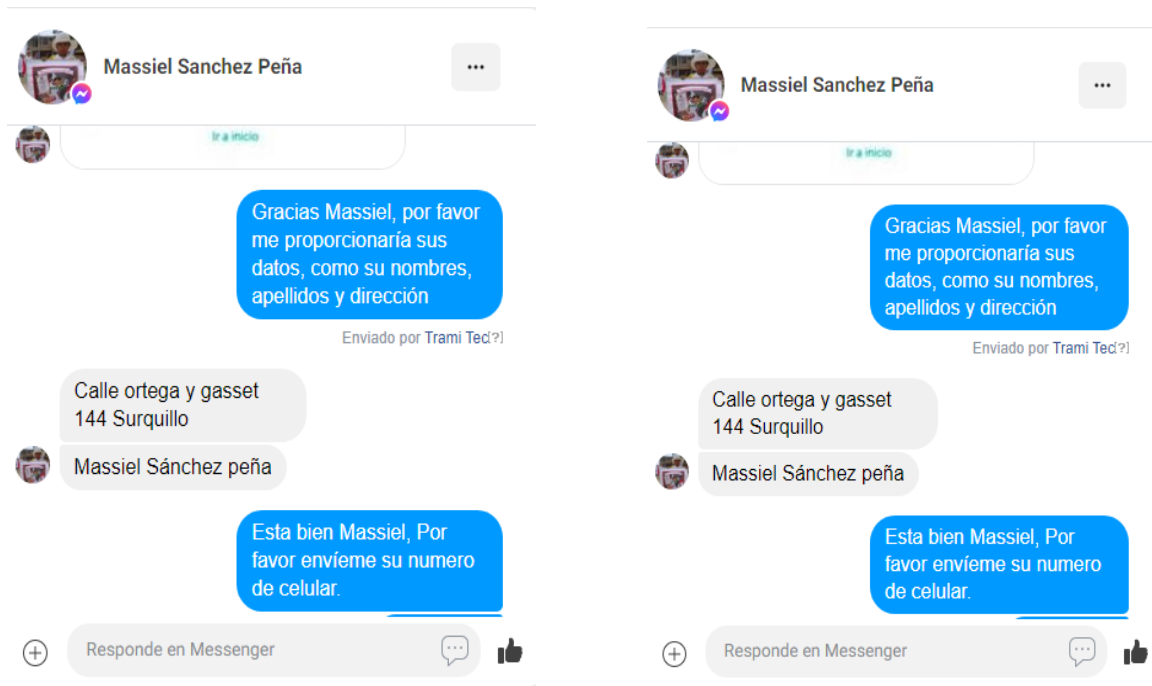 Massiel Sanchez Peña
Ir a inicio
Gracias Massiel, por favor
me proporcionaría sus
datos, como su nombres,
apellidos y dirección
Enviado por Trami Tec[?]
Calle ortega y gasset
144 Surquillo
Massiel Sánchez peña
Esta bien Massiel, Por
favor envíeme su numero
de celular.
Responde en Messenger
Massiel Sanchez Peña
Ir a inicio
Gracias Massiel, por favor
me proporcionaría sus
datos, como su nombres,
apellidos y dirección
Enviado por Trami Tec[?]
Calle ortega y gasset
144 Surquillo
Massiel Sánchez peña
Esta bien Massiel, Por
favor envíeme su numero
de celular.
Responde en Messenger